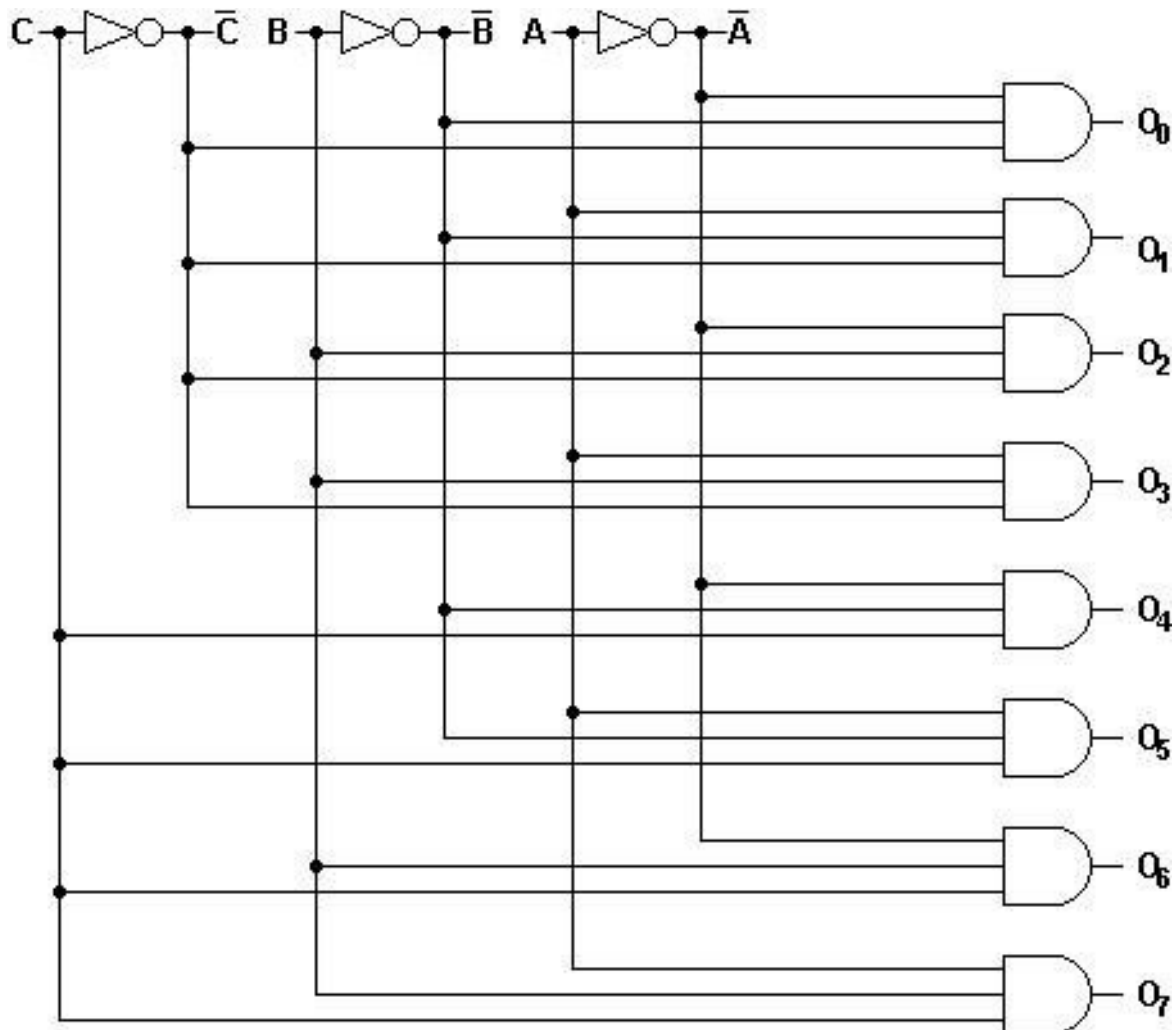 C C̅ B B̅ A A̅
O₀
O₁
O₂
O₃
O₄
O₅
O₆
O₇